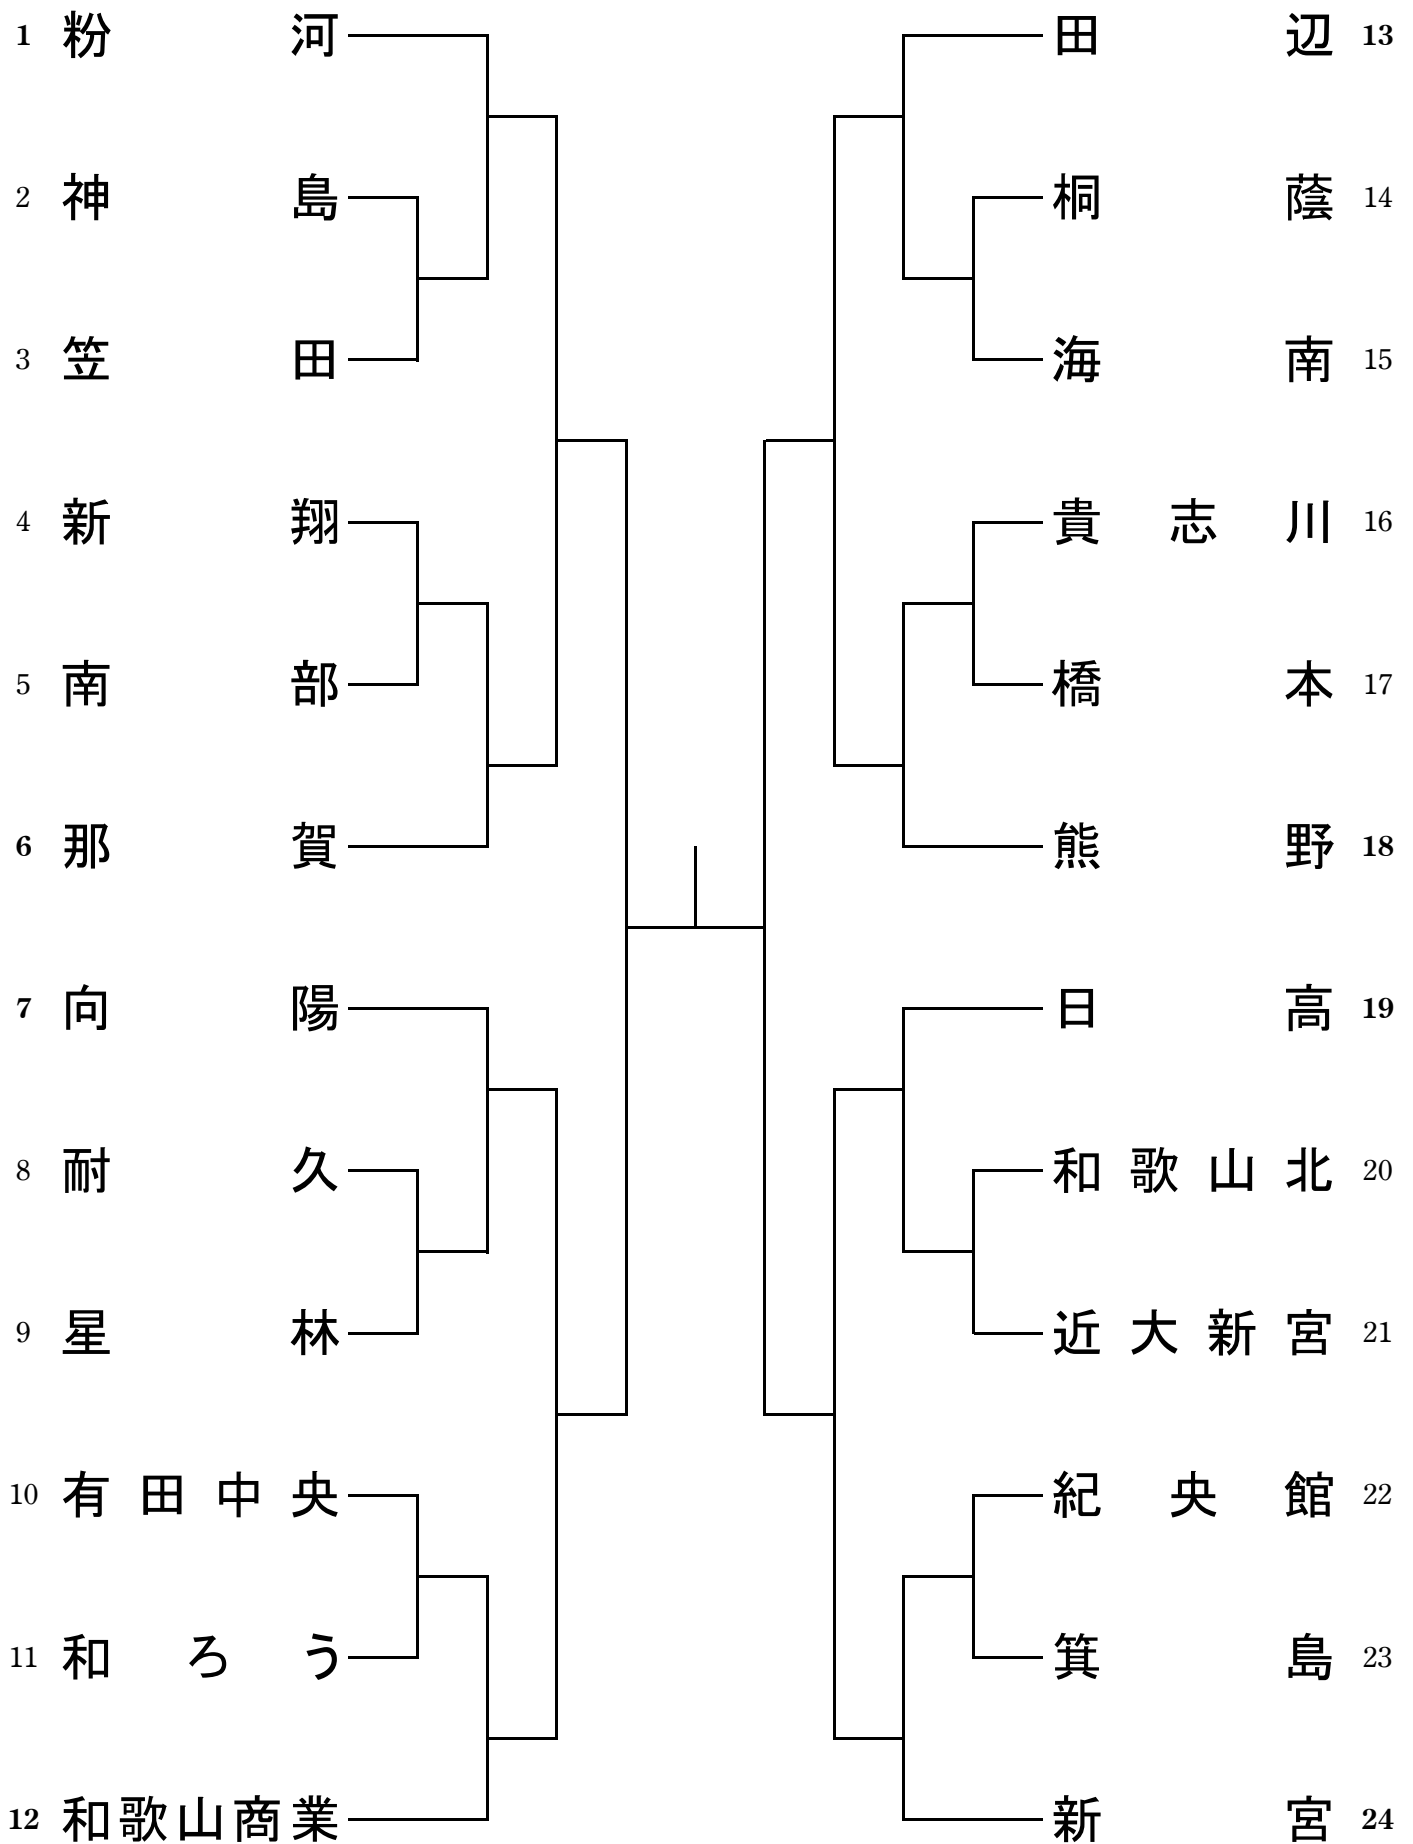 1 粉河
2 神島
3 笠田
4 新翔
5 南部
6 那賀
7 向陽
8 耐久
9 星林
10 有田中央
11 和ろう
12 和歌山商業
田辺 13
桐蔭 14
海南 15
貴志川 16
橋本 17
熊野 18
日高 19
和歌山北 20
近大新宮 21
紀央館 22
箕島 23
新宮 24